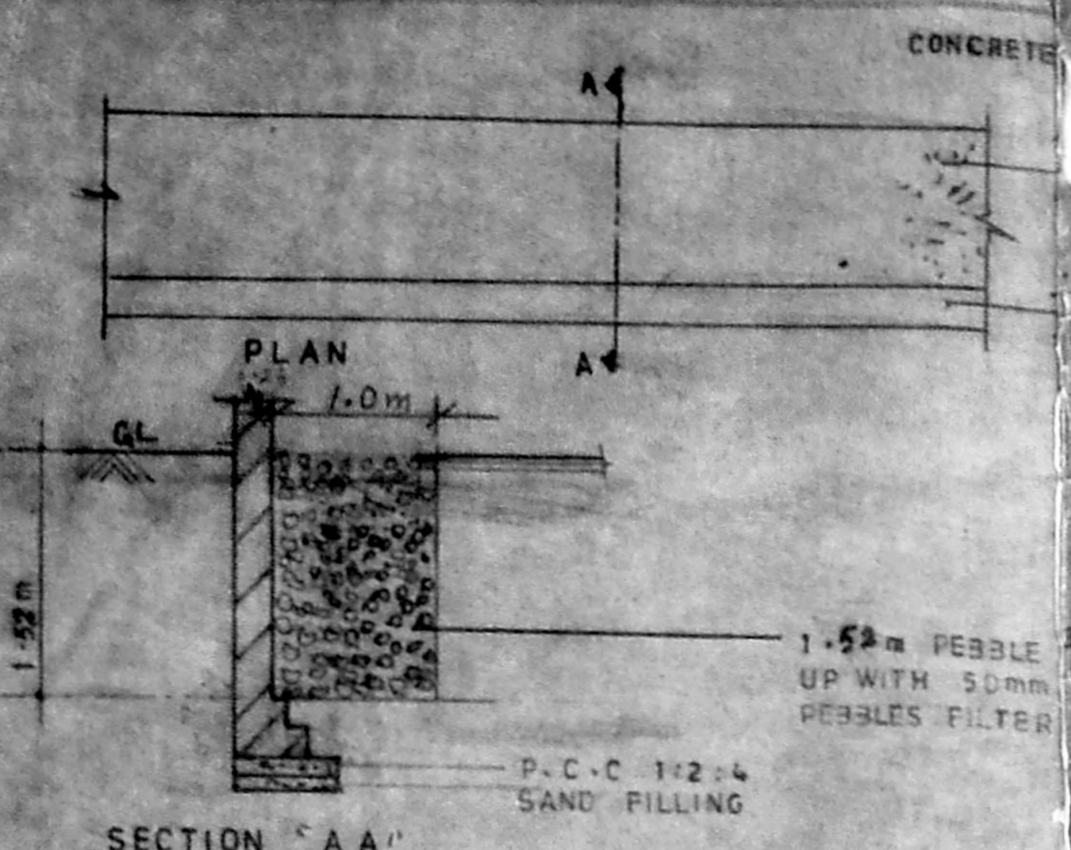 CONCRETE
A
PLAN
A
1.0m
GL
1.52m
1.52m PEBBLE
UP WITH 50mm
PEBBLES FILTER
P.C.C 1:2:4
SAND FILLING
SECTION "AA"